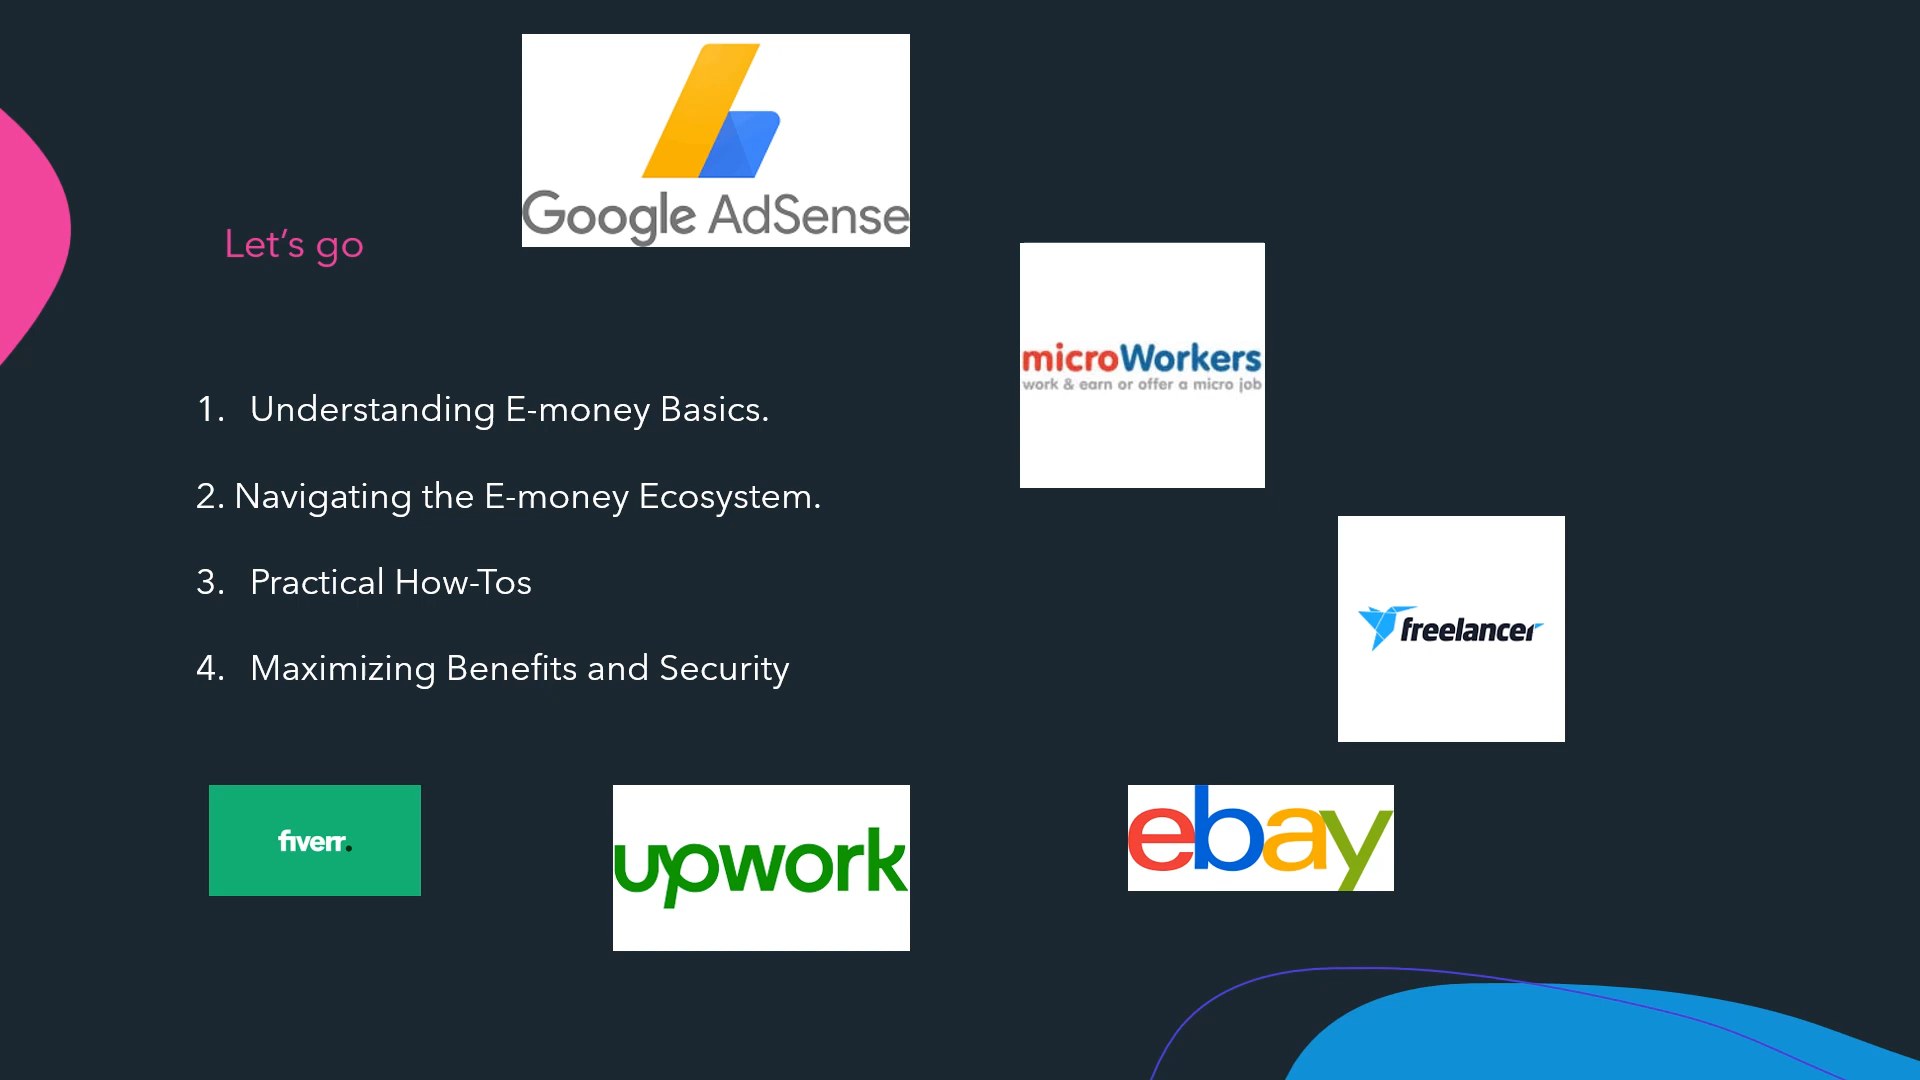 Google AdSense
Let’s go
microWorkers
work & earn or offer a micro job
1. Understanding E-money Basics.
2. Navigating the E-money Ecosystem.
3. Practical How-Tos
4. Maximizing Benefits and Security
freelancer
fiverr.
upwork
ebay